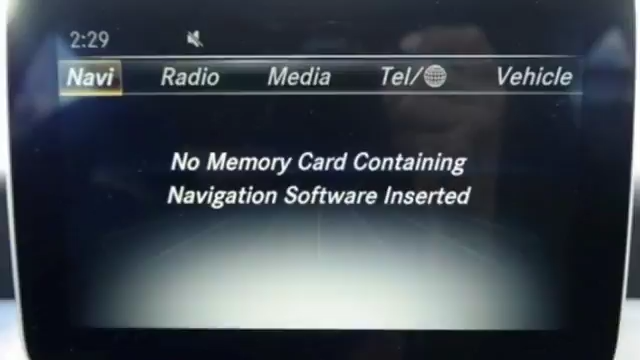 2:29
Navi Radio Media Tel/ Vehicle
No Memory Card Containing
Navigation Software Inserted